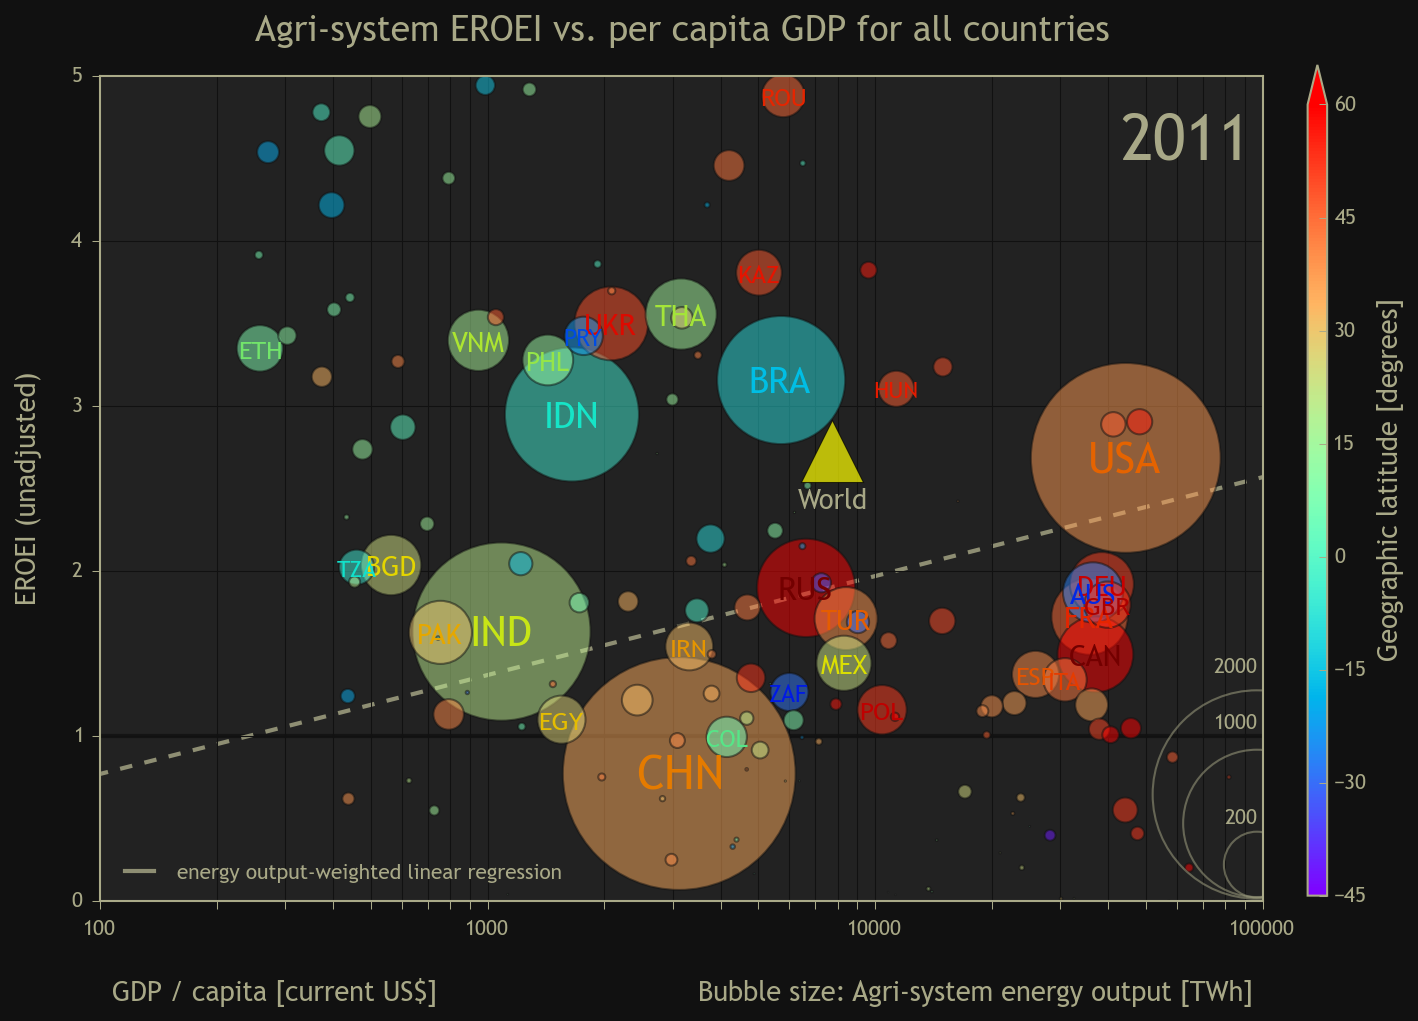 Agri-system EROEI vs. per capita GDP for all countries
2011
5
4
3
2
1
0
EROEI (unadjusted)
ROU
KAZ
THA
UKR
PRY
VNM
PHL
ETH
IDN
BRA
HUN
USA
World
TZA
BGD
RUS
DEU
AUS
GBR
FRA
CAN
PAK
IND
TUR
IRN
MEX
ESP
ITA
ZAF
POL
EGY
COL
CHN
2000
1000
200
energy output-weighted linear regression
100
1000
10000
100000
GDP / capita [current US$]
Bubble size: Agri-system energy output [TWh]
60
45
30
15
0
−15
−30
−45
Geographic latitude [degrees]